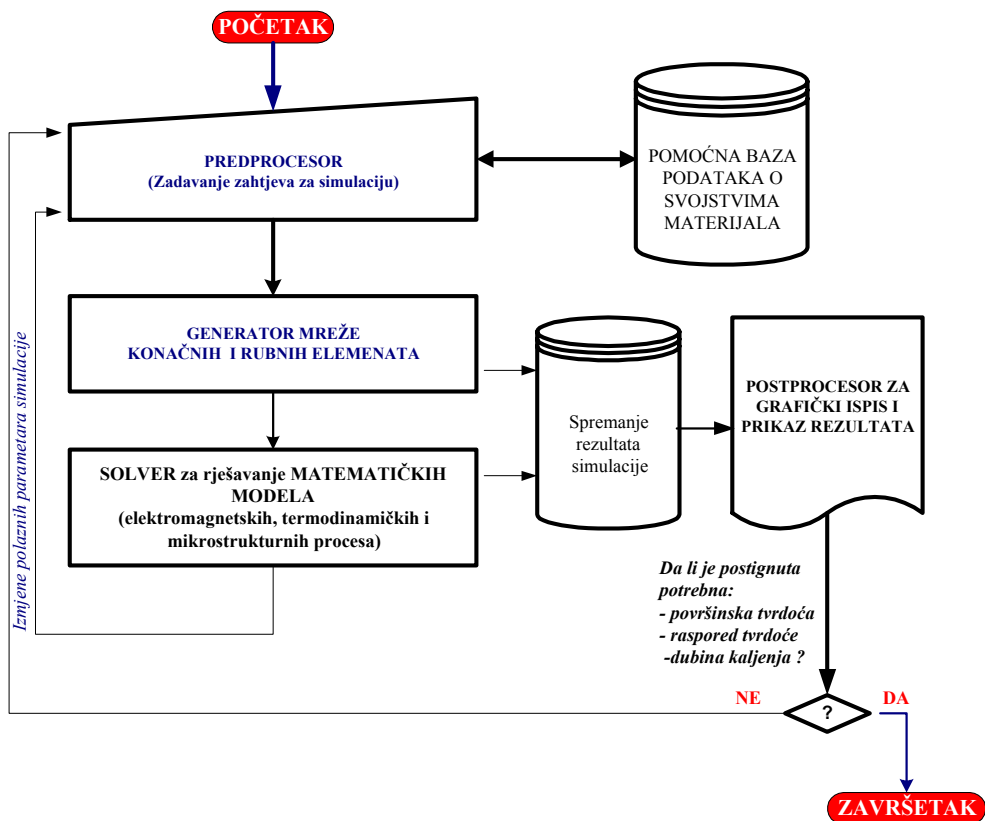 POČETAK
PREDPROCESOR
(Zadavanje zahtjeva za simulaciju)
POMOĆNA BAZA
PODATAKA O
SVOJSTVIMA
MATERIJALA
GENERATOR MREŽE
KONAČNIH I RUBNIH ELEMENATA
Spremanje
rezultata
simulacije
POSTPROCESOR ZA
GRAFIČKI ISPIS I
PRIKAZ REZULTATA
SOLVER za rješavanje MATEMATIČKIH
MODELA
(elektromagnetskih, termodinamičkih i
mikrostrukturnih procesa)
Izmjene polaznih parametara simulacije
Da li je postignuta
potrebna:
- površinska tvrdoća
- raspored tvrdoće
-dubina kaljenja ?
NE
?
DA
ZAVRŠETAK